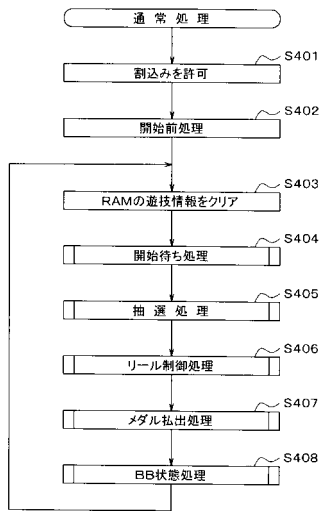 通常処理
S401
割込みを許可
S402
開始前処理
S403
RAMの遊技情報をクリア
S404
開始待ち処理
S405
抽選処理
S406
リール制御処理
S407
メダル払出処理
S408
BB状態処理